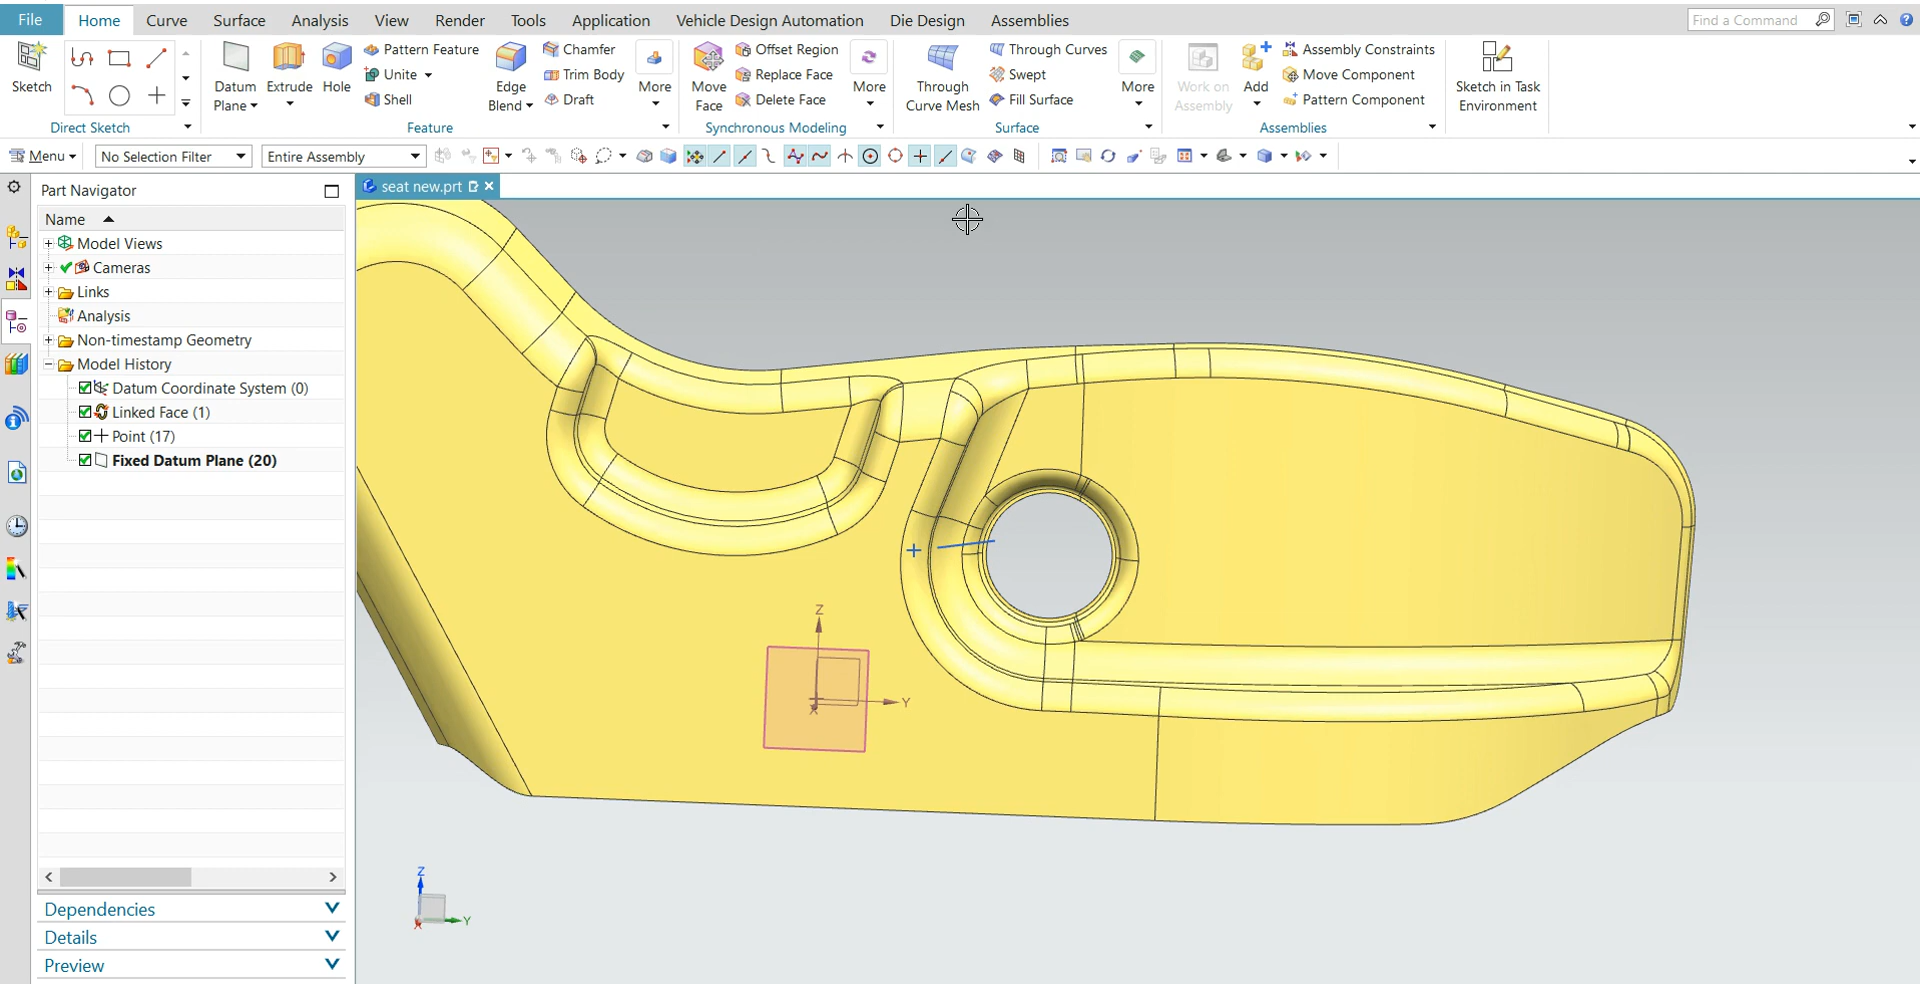 File Home Curve Surface Analysis View Render Tools Application Vehicle Design Automation Die Design Assemblies Find a Command
Sketch
Direct Sketch
Datum Plane Extrude Hole
Pattern Feature
Unite
Shell
Edge Blend
Chamfer
Trim Body
Draft
More
Feature
Move Face
Offset Region
Replace Face
Delete Face
More
Synchronous Modeling
Through Curve Mesh
Through Curves
Swept
Fill Surface
More
Surface
Work on Assembly
Add
Assembly Constraints
Move Component
Pattern Component
Assemblies
Sketch in Task Environment
Menu No Selection Filter Entire Assembly
Part Navigator
seat new.prt
Name
Model Views
Cameras
Links
Analysis
Non-timestamp Geometry
Model History
Datum Coordinate System (0)
Linked Face (1)
Point (17)
Fixed Datum Plane (20)
Z
Y
X
Z
Y
X
Dependencies
Details
Preview